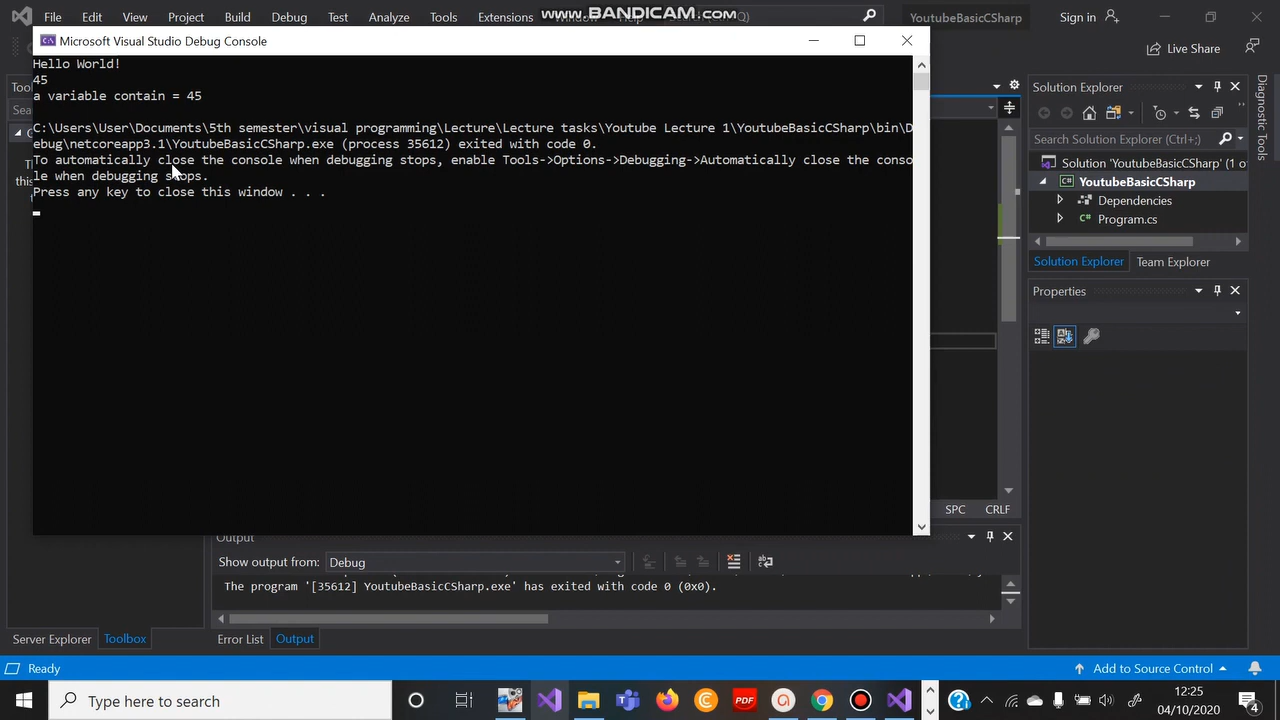 File Edit View Project Build Debug Test Analyze Tools Extensions
www.BANDICAM.com
YoutubeBasicCSharp
Sign in
Microsoft Visual Studio Debug Console
Live Share
Hello World!
45
a variable contain = 45
C:\Users\User\Documents\5th semester\visual programming\Lecture\Lecture tasks\Youtube Lecture 1\YoutubeBasicCSharp\bin\D
ebug\netcoreapp3.1\YoutubeBasicCSharp.exe (process 35612) exited with code 0.
To automatically close the console when debugging stops, enable Tools->Options->Debugging->Automatically close the conso
le when debugging stops.
Press any key to close this window . . .
Solution Explorer
Search Solution Explorer (Ctrl+;)
Solution 'YoutubeBasicCSharp' (1 o
YoutubeBasicCSharp
Dependencies
Program.cs
Solution Explorer Team Explorer
Properties
Diagnostic Tools
SPC CRLF
Output
Show output from: Debug
The program '[35612] YoutubeBasicCSharp.exe' has exited with code 0 (0x0).
Server Explorer Toolbox
Error List Output
Ready
Add to Source Control
Type here to search
PDF
12:25
04/10/2020
4